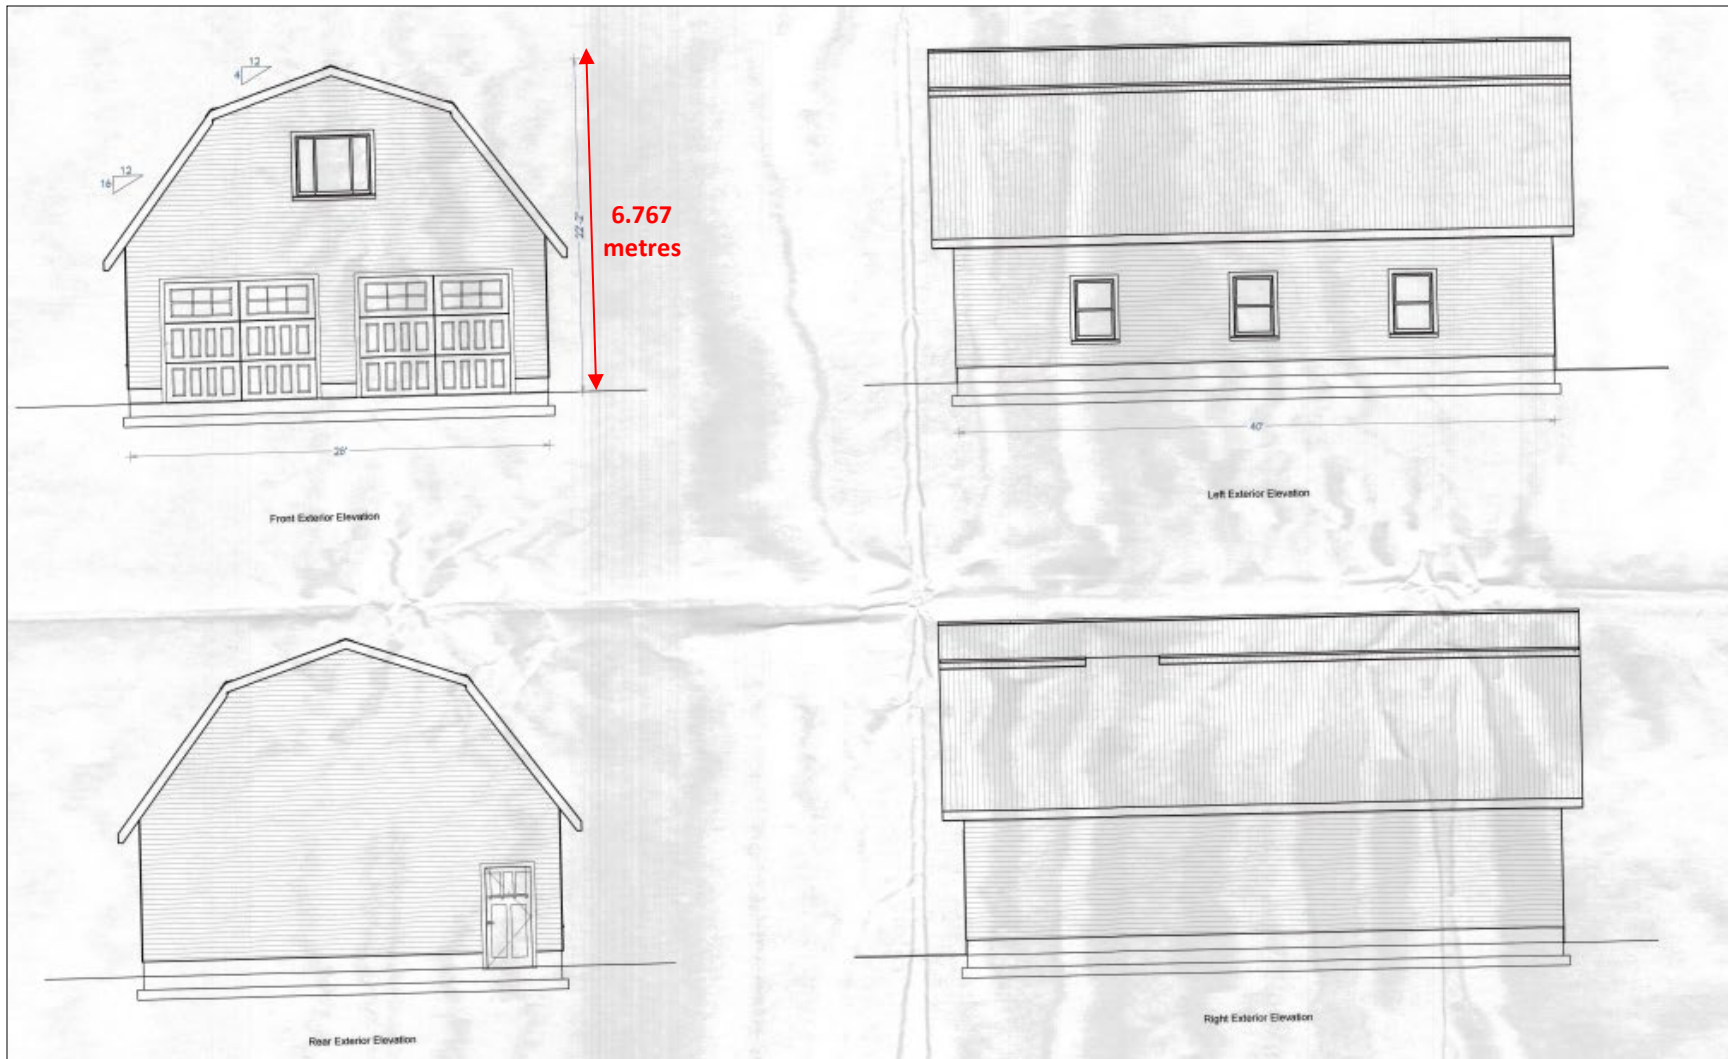 12
4
12
16
22'-2"
6.767
metres
28'
Front Exterior Elevation
40'
Left Exterior Elevation
Rear Exterior Elevation
Right Exterior Elevation